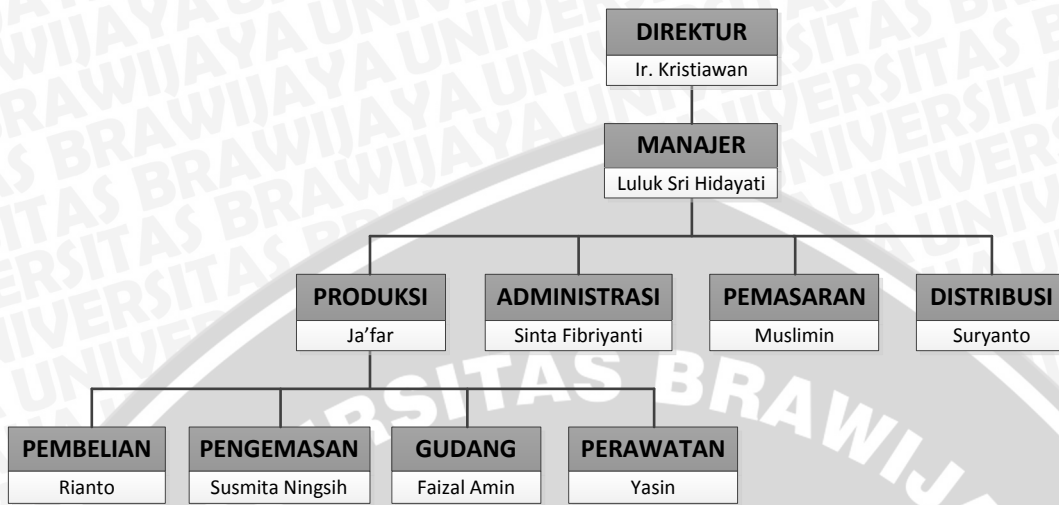 DIREKTUR
Ir. Kristiawan
MANAJER
Luluk Sri Hidayati
PRODUKSI
Ja’far
ADMINISTRASI
Sinta Fibriyanti
PEMASARAN
Muslimin
DISTRIBUSI
Suryanto
PEMBELIAN
Rianto
PENGEMASAN
Susmita Ningsih
GUDANG
Faizal Amin
PERAWATAN
Yasin